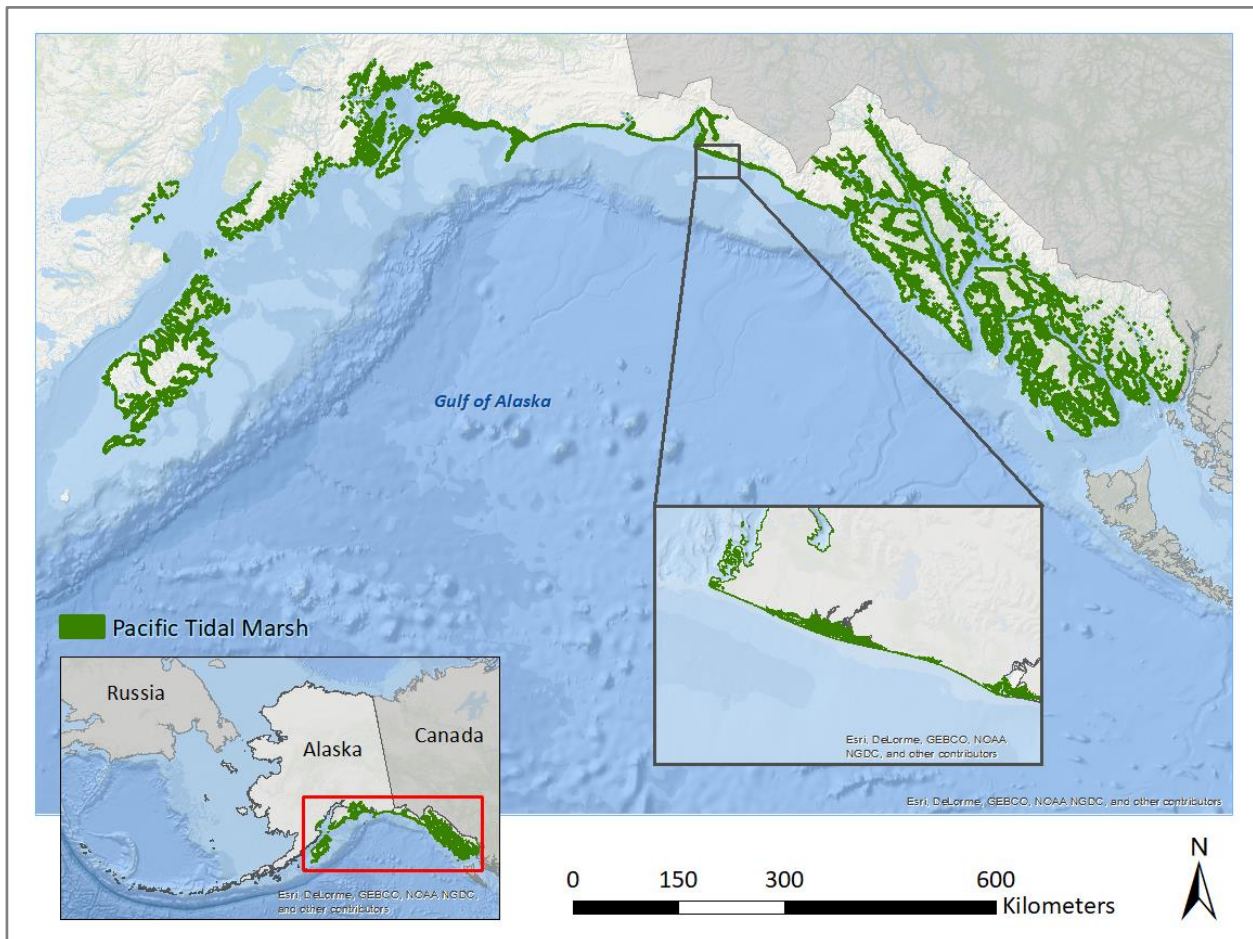 Gulf of Alaska
Pacific Tidal Marsh
Russia
Alaska
Canada
Esri, DeLorme, GEBCO, NOAA NGDC,
and other contributors
Esri, DeLorme, GEBCO, NOAA
NGDC, and other contributors
Esri, DeLorme, GEBCO, NOAA NGDC, and other contributors
0 150 300 600
Kilometers
N